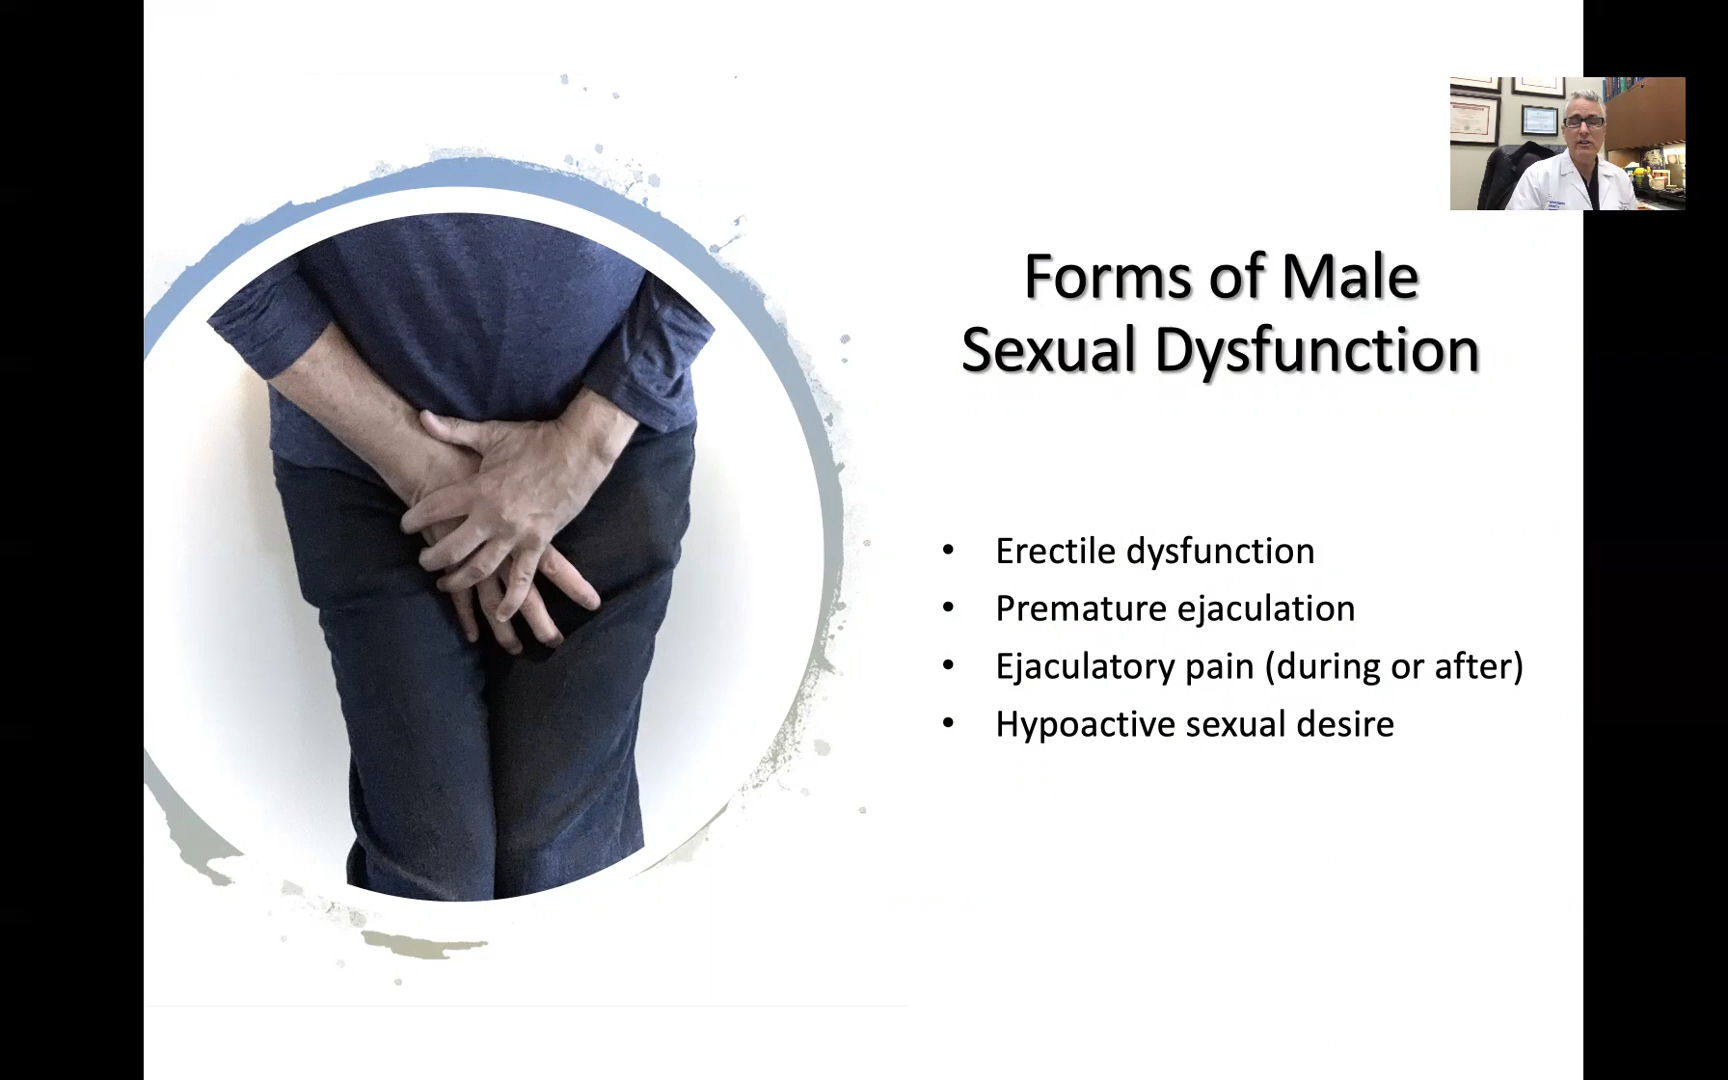 Forms of Male
Sexual Dysfunction
• Erectile dysfunction
• Premature ejaculation
• Ejaculatory pain (during or after)
• Hypoactive sexual desire